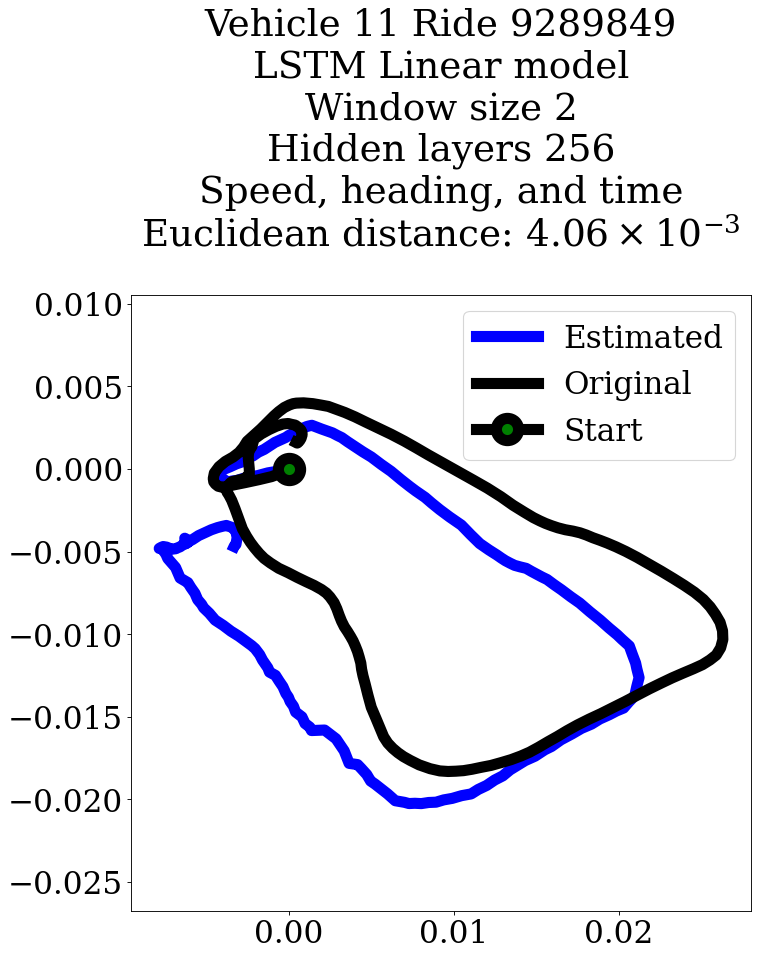 Vehicle 11 Ride 9289849
LSTM Linear model
Window size 2
Hidden layers 256
Speed, heading, and time
Euclidean distance: 4.06 × 10⁻³
Estimated
Original
Start
0.010
0.005
0.000
−0.005
−0.010
−0.015
−0.020
−0.025
0.00 0.01 0.02